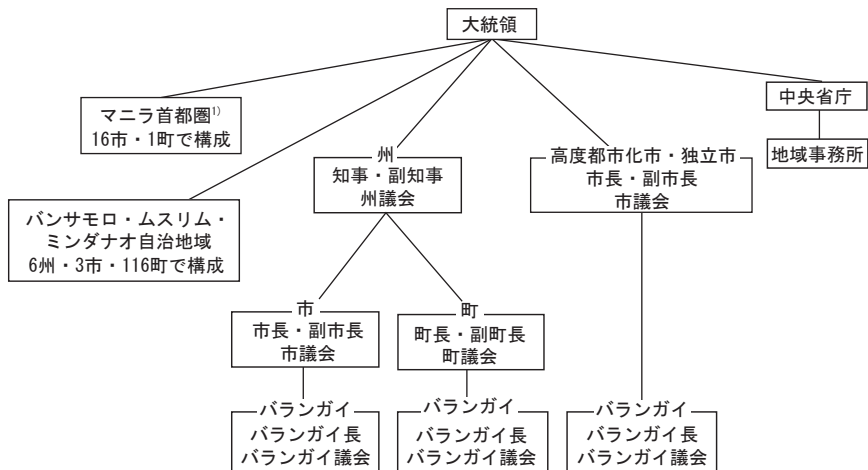 大統領
マニラ首都圏1)
16市・1町で構成
中央省庁
地域事務所
州
知事・副知事
州議会
高度都市化市・独立市
市長・副市長
市議会
バンサモロ・ムスリム・
ミンダナオ自治地域
6州・3市・116町で構成
市
市長・副市長
市議会
町
町長・副町長
町議会
バランガイ
バランガイ長
バランガイ議会
バランガイ
バランガイ長
バランガイ議会
バランガイ
バランガイ長
バランガイ議会